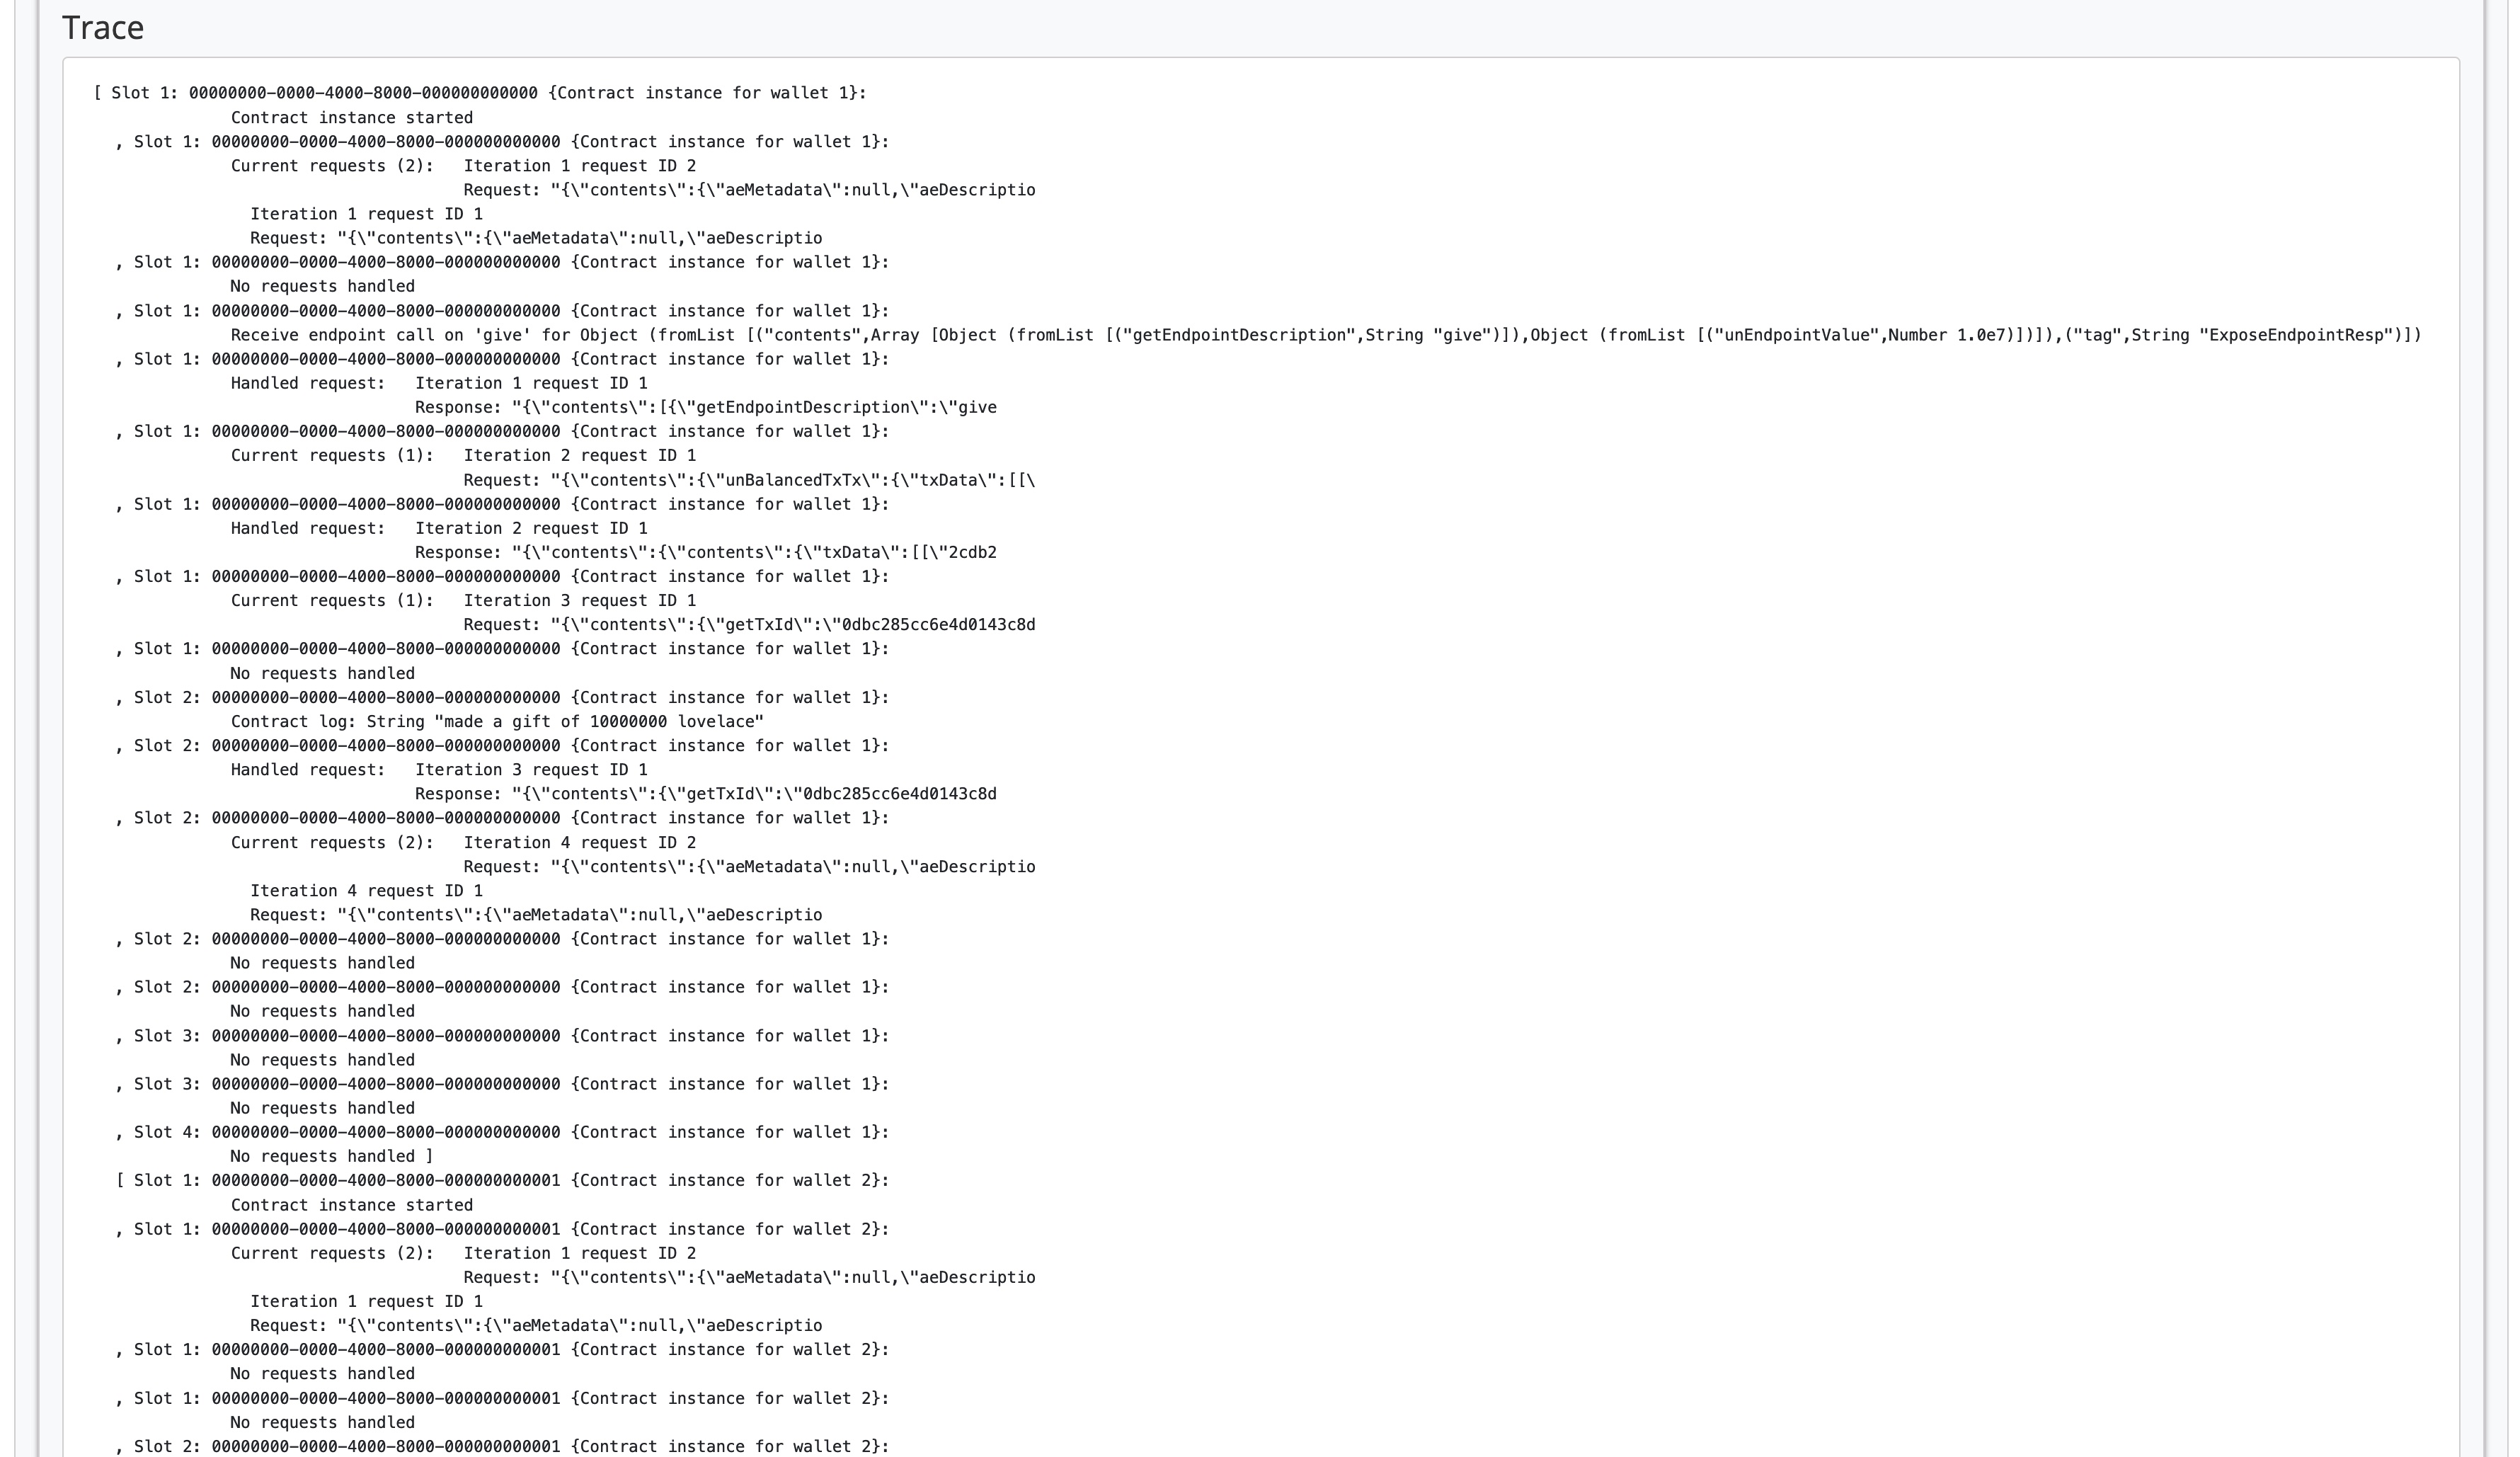 Trace
[ Slot 1: 00000000-0000-4000-8000-000000000000 {Contract instance for wallet 1}:
Contract instance started
, Slot 1: 00000000-0000-4000-8000-000000000000 {Contract instance for wallet 1}:
Current requests (2): Iteration 1 request ID 2
Request: "{\"contents\":{\"aeMetadata\":null,\"aeDescriptio
Iteration 1 request ID 1
Request: "{\"contents\":{\"aeMetadata\":null,\"aeDescriptio
, Slot 1: 00000000-0000-4000-8000-000000000000 {Contract instance for wallet 1}:
No requests handled
, Slot 1: 00000000-0000-4000-8000-000000000000 {Contract instance for wallet 1}:
Receive endpoint call on 'give' for Object (fromList [("contents",Array [Object (fromList [("getEndpointDescription",String "give")]),Object (fromList [("unEndpointValue",Number 1.0e7)])]),("tag",String "ExposeEndpointResp")])
, Slot 1: 00000000-0000-4000-8000-000000000000 {Contract instance for wallet 1}:
Handled request: Iteration 1 request ID 1
Response: "{\"contents\":[{\"getEndpointDescription\":\"give
, Slot 1: 00000000-0000-4000-8000-000000000000 {Contract instance for wallet 1}:
Current requests (1): Iteration 2 request ID 1
Request: "{\"contents\":{\"unBalancedTxTx\":{\"txData\":[[\
, Slot 1: 00000000-0000-4000-8000-000000000000 {Contract instance for wallet 1}:
Handled request: Iteration 2 request ID 1
Response: "{\"contents\":{\"contents\":{\"txData\":[[\"2cdb2
, Slot 1: 00000000-0000-4000-8000-000000000000 {Contract instance for wallet 1}:
Current requests (1): Iteration 3 request ID 1
Request: "{\"contents\":{\"getTxId\":\"0dbc285cc6e4d0143c8d
, Slot 1: 00000000-0000-4000-8000-000000000000 {Contract instance for wallet 1}:
No requests handled
, Slot 2: 00000000-0000-4000-8000-000000000000 {Contract instance for wallet 1}:
Contract log: String "made a gift of 10000000 lovelace"
, Slot 2: 00000000-0000-4000-8000-000000000000 {Contract instance for wallet 1}:
Handled request: Iteration 3 request ID 1
Response: "{\"contents\":{\"getTxId\":\"0dbc285cc6e4d0143c8d
, Slot 2: 00000000-0000-4000-8000-000000000000 {Contract instance for wallet 1}:
Current requests (2): Iteration 4 request ID 2
Request: "{\"contents\":{\"aeMetadata\":null,\"aeDescriptio
Iteration 4 request ID 1
Request: "{\"contents\":{\"aeMetadata\":null,\"aeDescriptio
, Slot 2: 00000000-0000-4000-8000-000000000000 {Contract instance for wallet 1}:
No requests handled
, Slot 2: 00000000-0000-4000-8000-000000000000 {Contract instance for wallet 1}:
No requests handled
, Slot 3: 00000000-0000-4000-8000-000000000000 {Contract instance for wallet 1}:
No requests handled
, Slot 3: 00000000-0000-4000-8000-000000000000 {Contract instance for wallet 1}:
No requests handled
, Slot 4: 00000000-0000-4000-8000-000000000000 {Contract instance for wallet 1}:
No requests handled ]
[ Slot 1: 00000000-0000-4000-8000-000000000001 {Contract instance for wallet 2}:
Contract instance started
, Slot 1: 00000000-0000-4000-8000-000000000001 {Contract instance for wallet 2}:
Current requests (2): Iteration 1 request ID 2
Request: "{\"contents\":{\"aeMetadata\":null,\"aeDescriptio
Iteration 1 request ID 1
Request: "{\"contents\":{\"aeMetadata\":null,\"aeDescriptio
, Slot 1: 00000000-0000-4000-8000-000000000001 {Contract instance for wallet 2}:
No requests handled
, Slot 1: 00000000-0000-4000-8000-000000000001 {Contract instance for wallet 2}:
No requests handled
, Slot 2: 00000000-0000-4000-8000-000000000001 {Contract instance for wallet 2}: